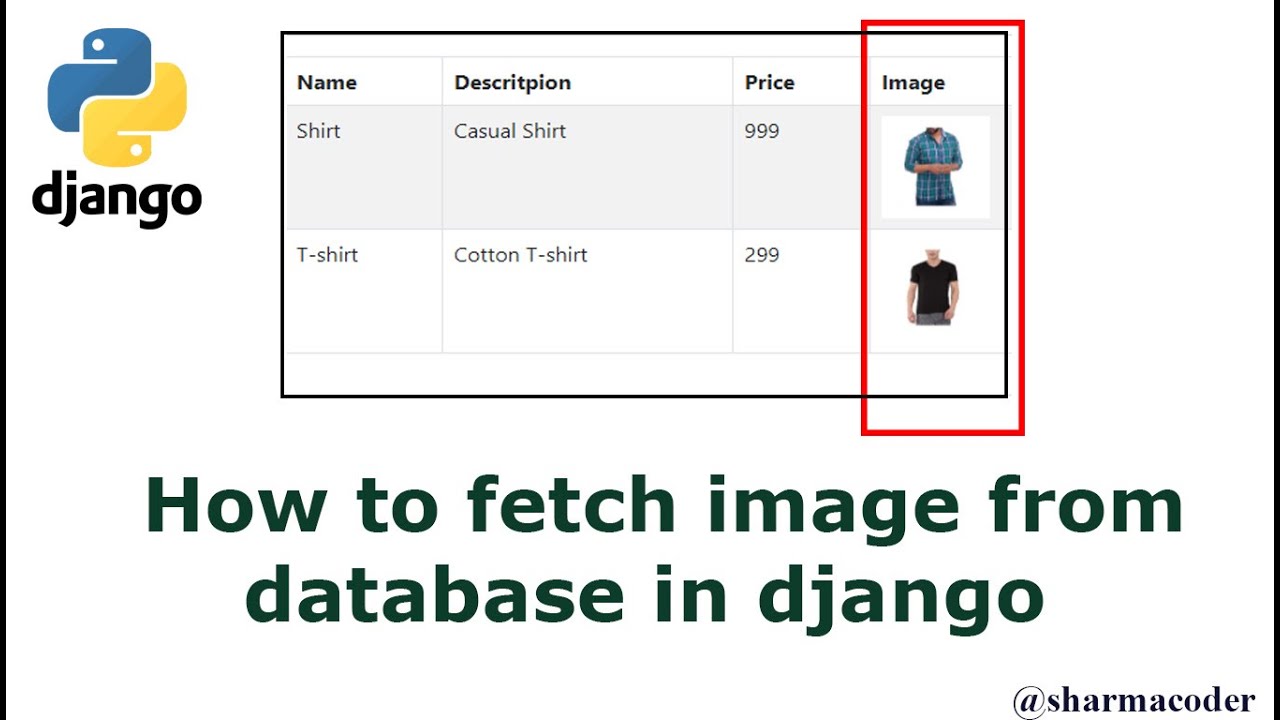 django
Name Descritpion Price Image
Shirt Casual Shirt 999
T-shirt Cotton T-shirt 299
How to fetch image from
database in django
@sharmacoder